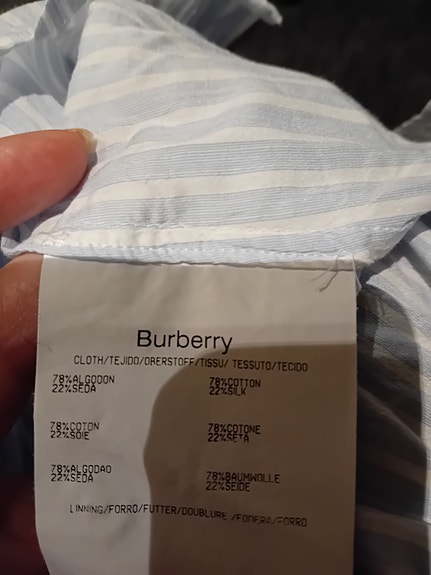 Burberry
CLOTH/TEJIDO/OBERSTOFF/TISSU/ TESSUTO/TECIDO
78%ALGODON 78%COTTON
22%SEDA 22%SILK
78%COTON 78%COTONE
22%SOIE 22%SETA
78%ALGODAO 78%BAUMWOLLE
22%SEDA 22%SEIDE
LINNING/FORRO/FUTTER/DOUBLURE /FODERA/FORRO